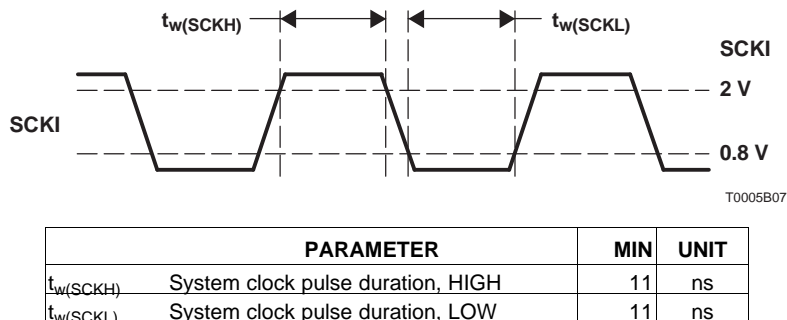 tw(SCKH)
tw(SCKL)
SCKI
2 V
SCKI
0.8 V
T0005B07
PARAMETER MIN UNIT
tw(SCKH) System clock pulse duration, HIGH 11 ns
tw(SCKL) System clock pulse duration, LOW 11 ns